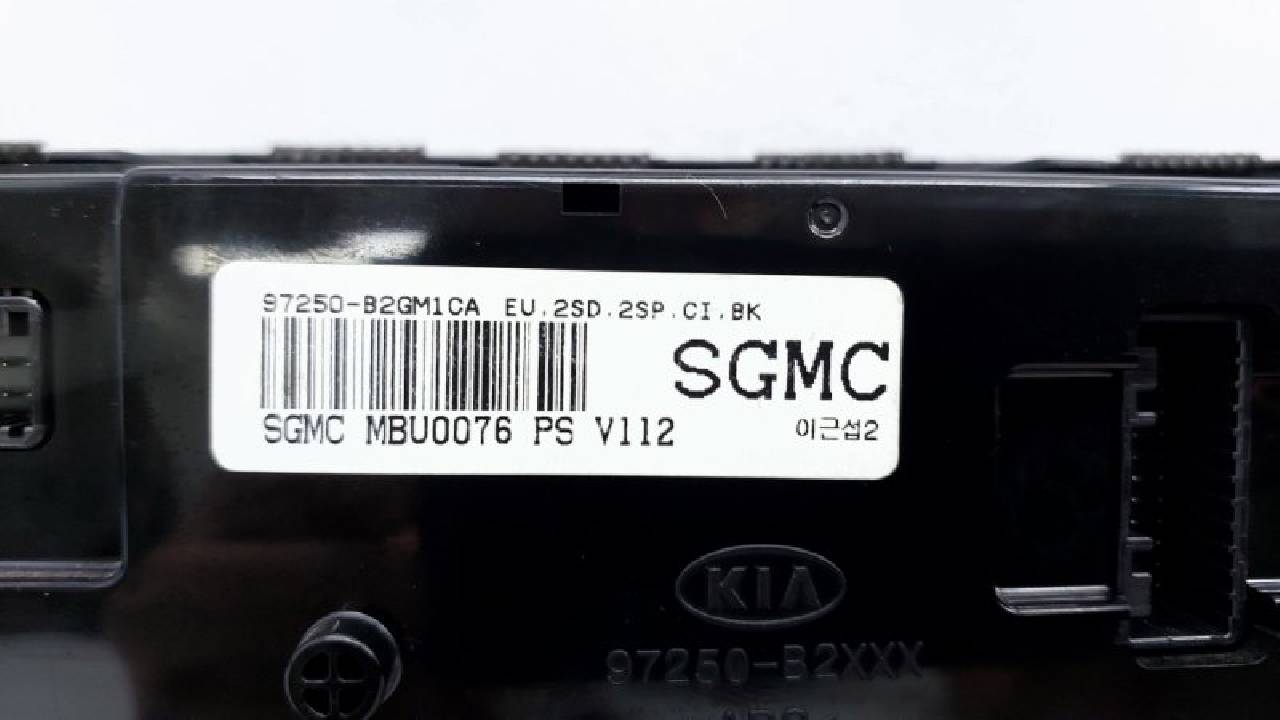 97250-B2GM1CA EU.2SD.2SP.CI.BK
SGMC
SGMC MBU0076 PS V112
이근섭2
KIA
97250-B2XXX